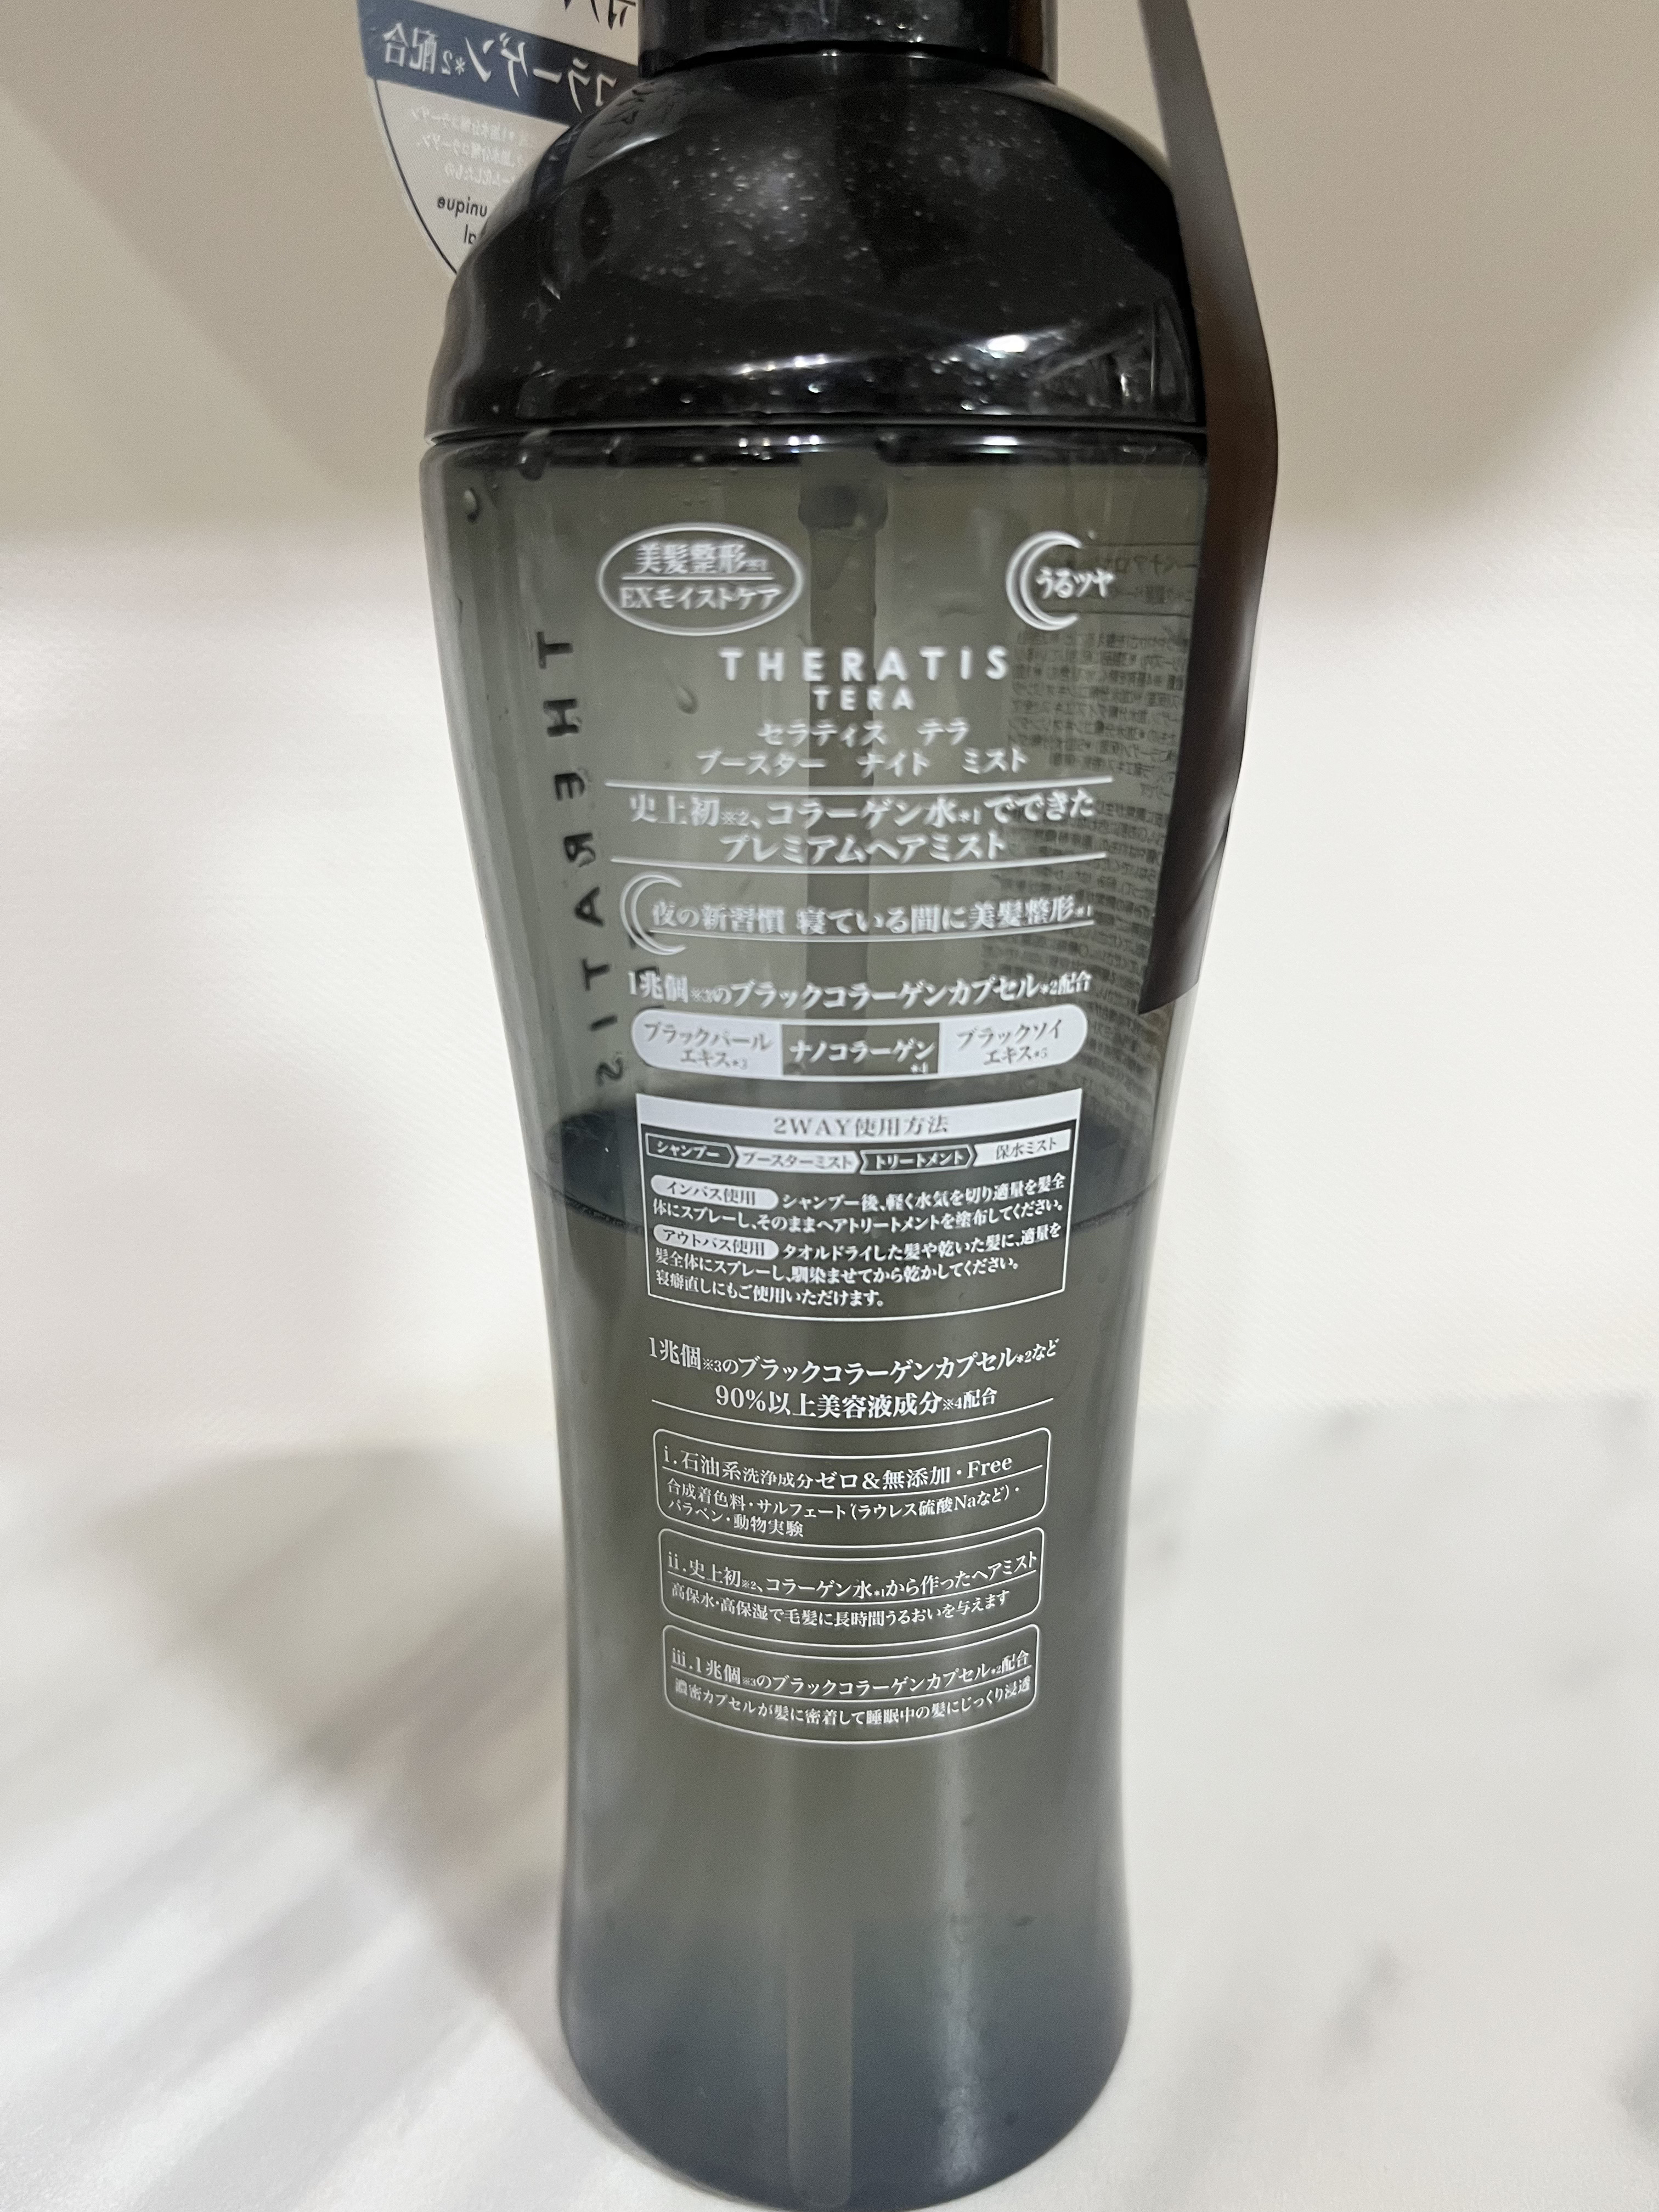 コラーゲン*2配合
unique
美髪整形※1
EXモイストケア
うるツヤ
THERATIS
TERA
セラティス テラ
ブースター ナイト ミスト
史上初※2、コラーゲン水*1でできた
プレミアムヘアミスト
夜の新習慣 寝ている間に美髪整形※1
1兆個※3のブラックコラーゲンカプセル*2配合
ブラックパール
エキス*3
ナノコラーゲン
*4
ブラックソイ
エキス*5
2WAY使用方法
シャンプー ブースターミスト トリートメント 保水ミスト
インバス使用 シャンプー後、軽く水気を切り適量を髪全
体にスプレーし、そのままヘアトリートメントを塗布してください。
アウトバス使用 タオルドライした髪や乾いた髪に、適量を
髪全体にスプレーし、馴染ませてから乾かしてください。
寝癖直しにもご使用いただけます。
1兆個※3のブラックコラーゲンカプセル*2など
90%以上美容液成分※4配合
i.石油系洗浄成分ゼロ&無添加・Free
合成着色料・サルフェート(ラウレス硫酸Naなど)・
パラベン・動物実験
ii.史上初※2、コラーゲン水*1から作ったヘアミスト
高保水・高保湿で毛髪に長時間うるおいを与えます
iii.1兆個※3のブラックコラーゲンカプセル*2配合
濃密カプセルが髪に密着して睡眠中の髪にじっくり浸透
THERATIS